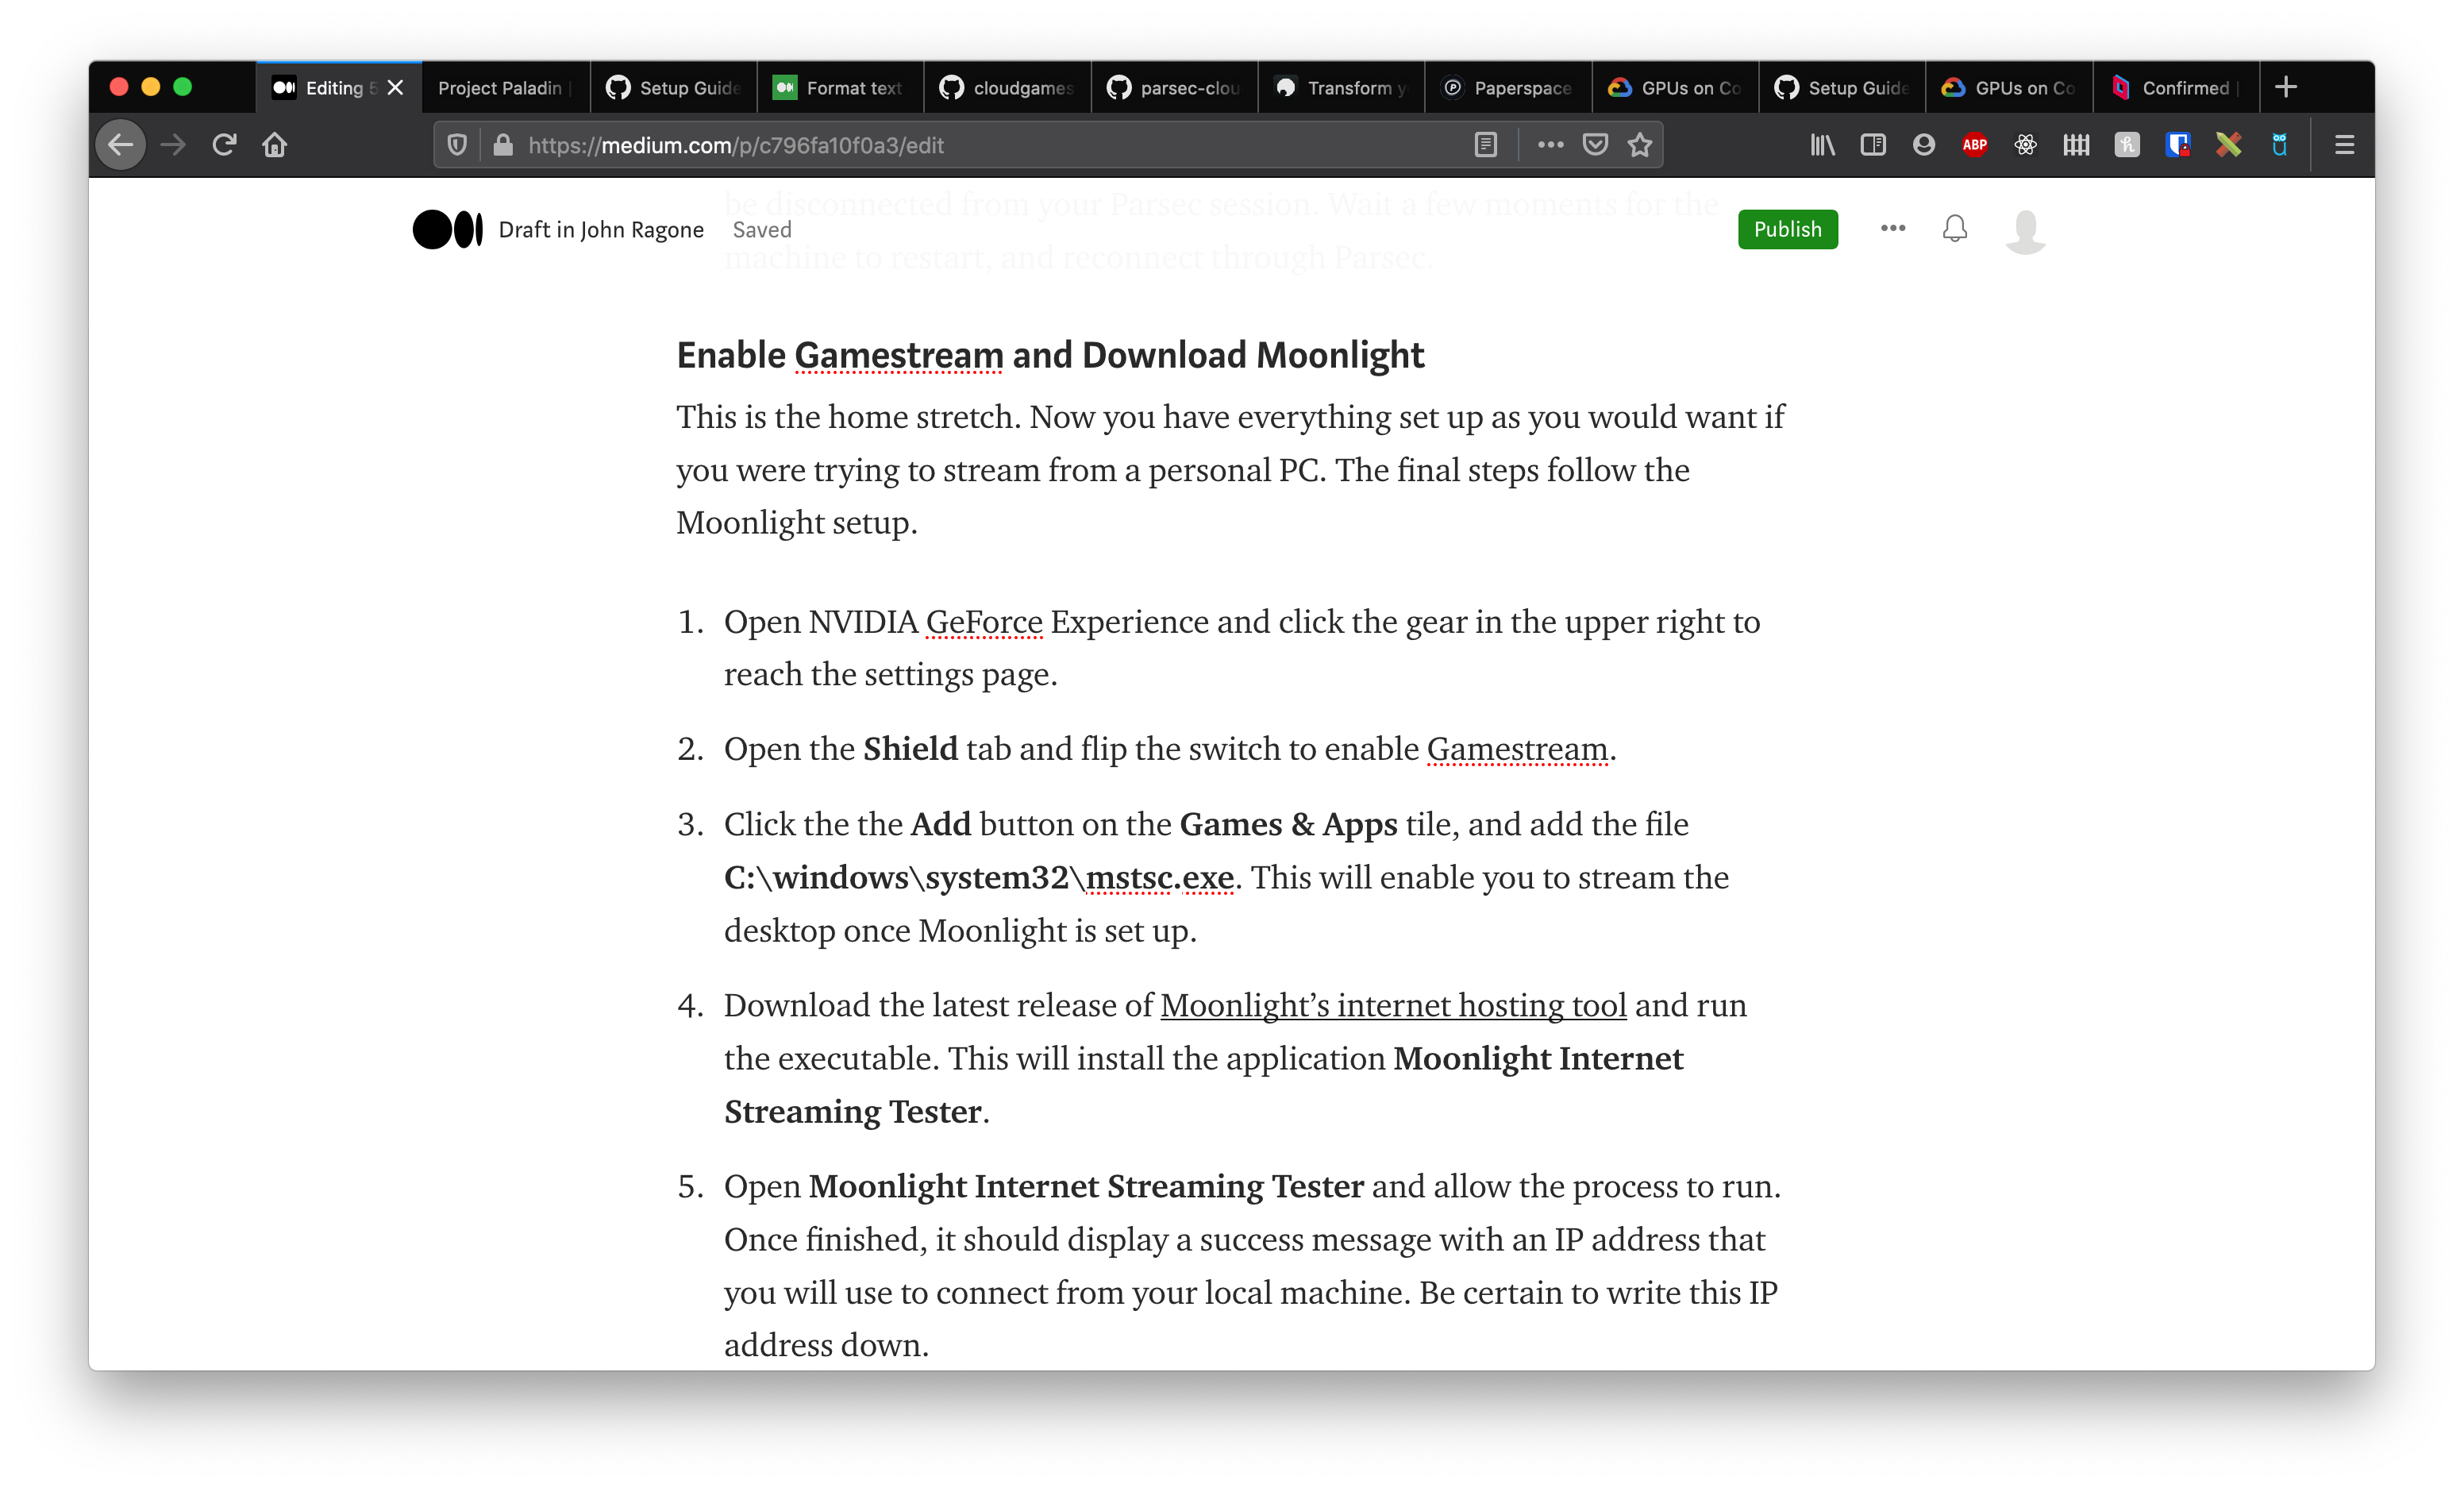 Editing 5
Project Paladin |
Setup Guide
Format text
cloudgames
parsec-clou
Transform y
Paperspace
GPUs on Co
Setup Guide
GPUs on Co
Confirmed |
https://medium.com/p/c796fa10f0a3/edit
ABP
be disconnected from your Parsec session. Wait a few moments for the
Draft in John Ragone Saved
Publish
machine to restart, and reconnect through Parsec.
Enable Gamestream and Download Moonlight
This is the home stretch. Now you have everything set up as you would want if
you were trying to stream from a personal PC. The final steps follow the
Moonlight setup.
1. Open NVIDIA GeForce Experience and click the gear in the upper right to
reach the settings page.
2. Open the Shield tab and flip the switch to enable Gamestream.
3. Click the the Add button on the Games & Apps tile, and add the file
C:\windows\system32\mstsc.exe. This will enable you to stream the
desktop once Moonlight is set up.
4. Download the latest release of Moonlight’s internet hosting tool and run
the executable. This will install the application Moonlight Internet
Streaming Tester.
5. Open Moonlight Internet Streaming Tester and allow the process to run.
Once finished, it should display a success message with an IP address that
you will use to connect from your local machine. Be certain to write this IP
address down.